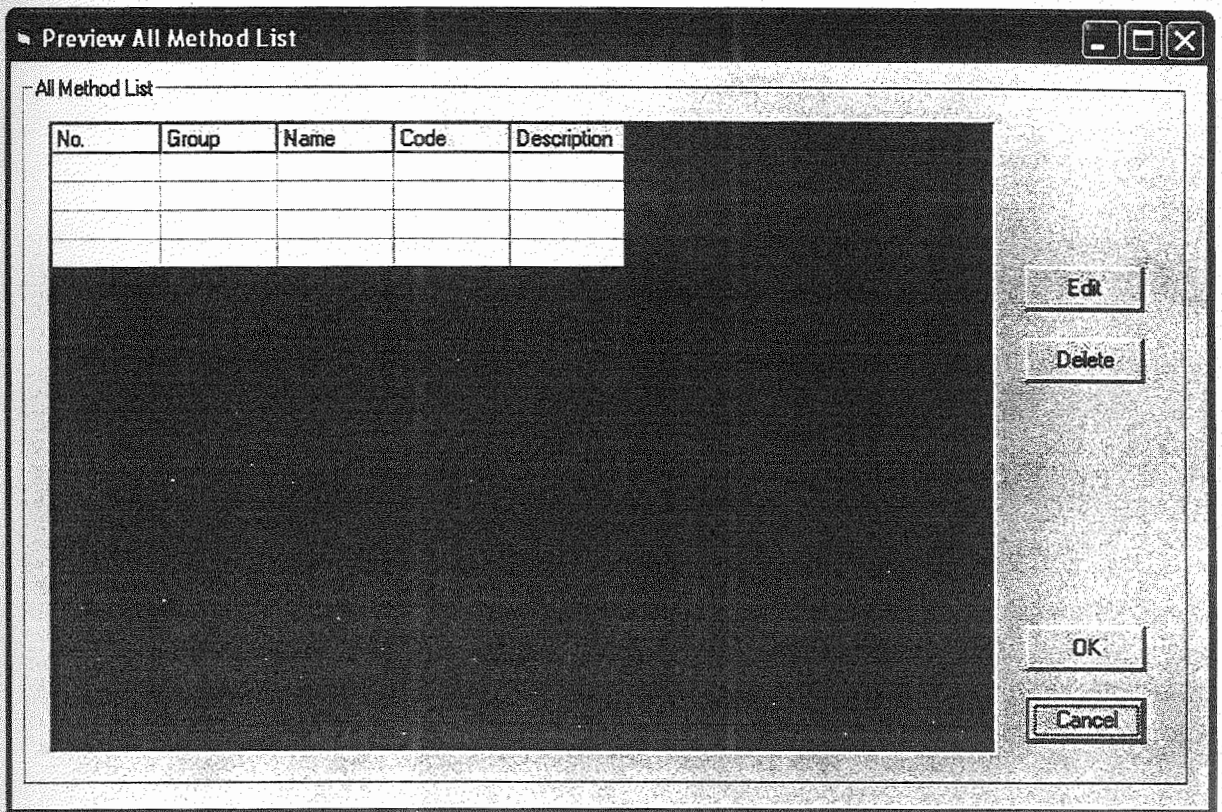 Preview All Method List
All Method List
No. Group Name Code Description
Edit
Delete
OK
Cancel